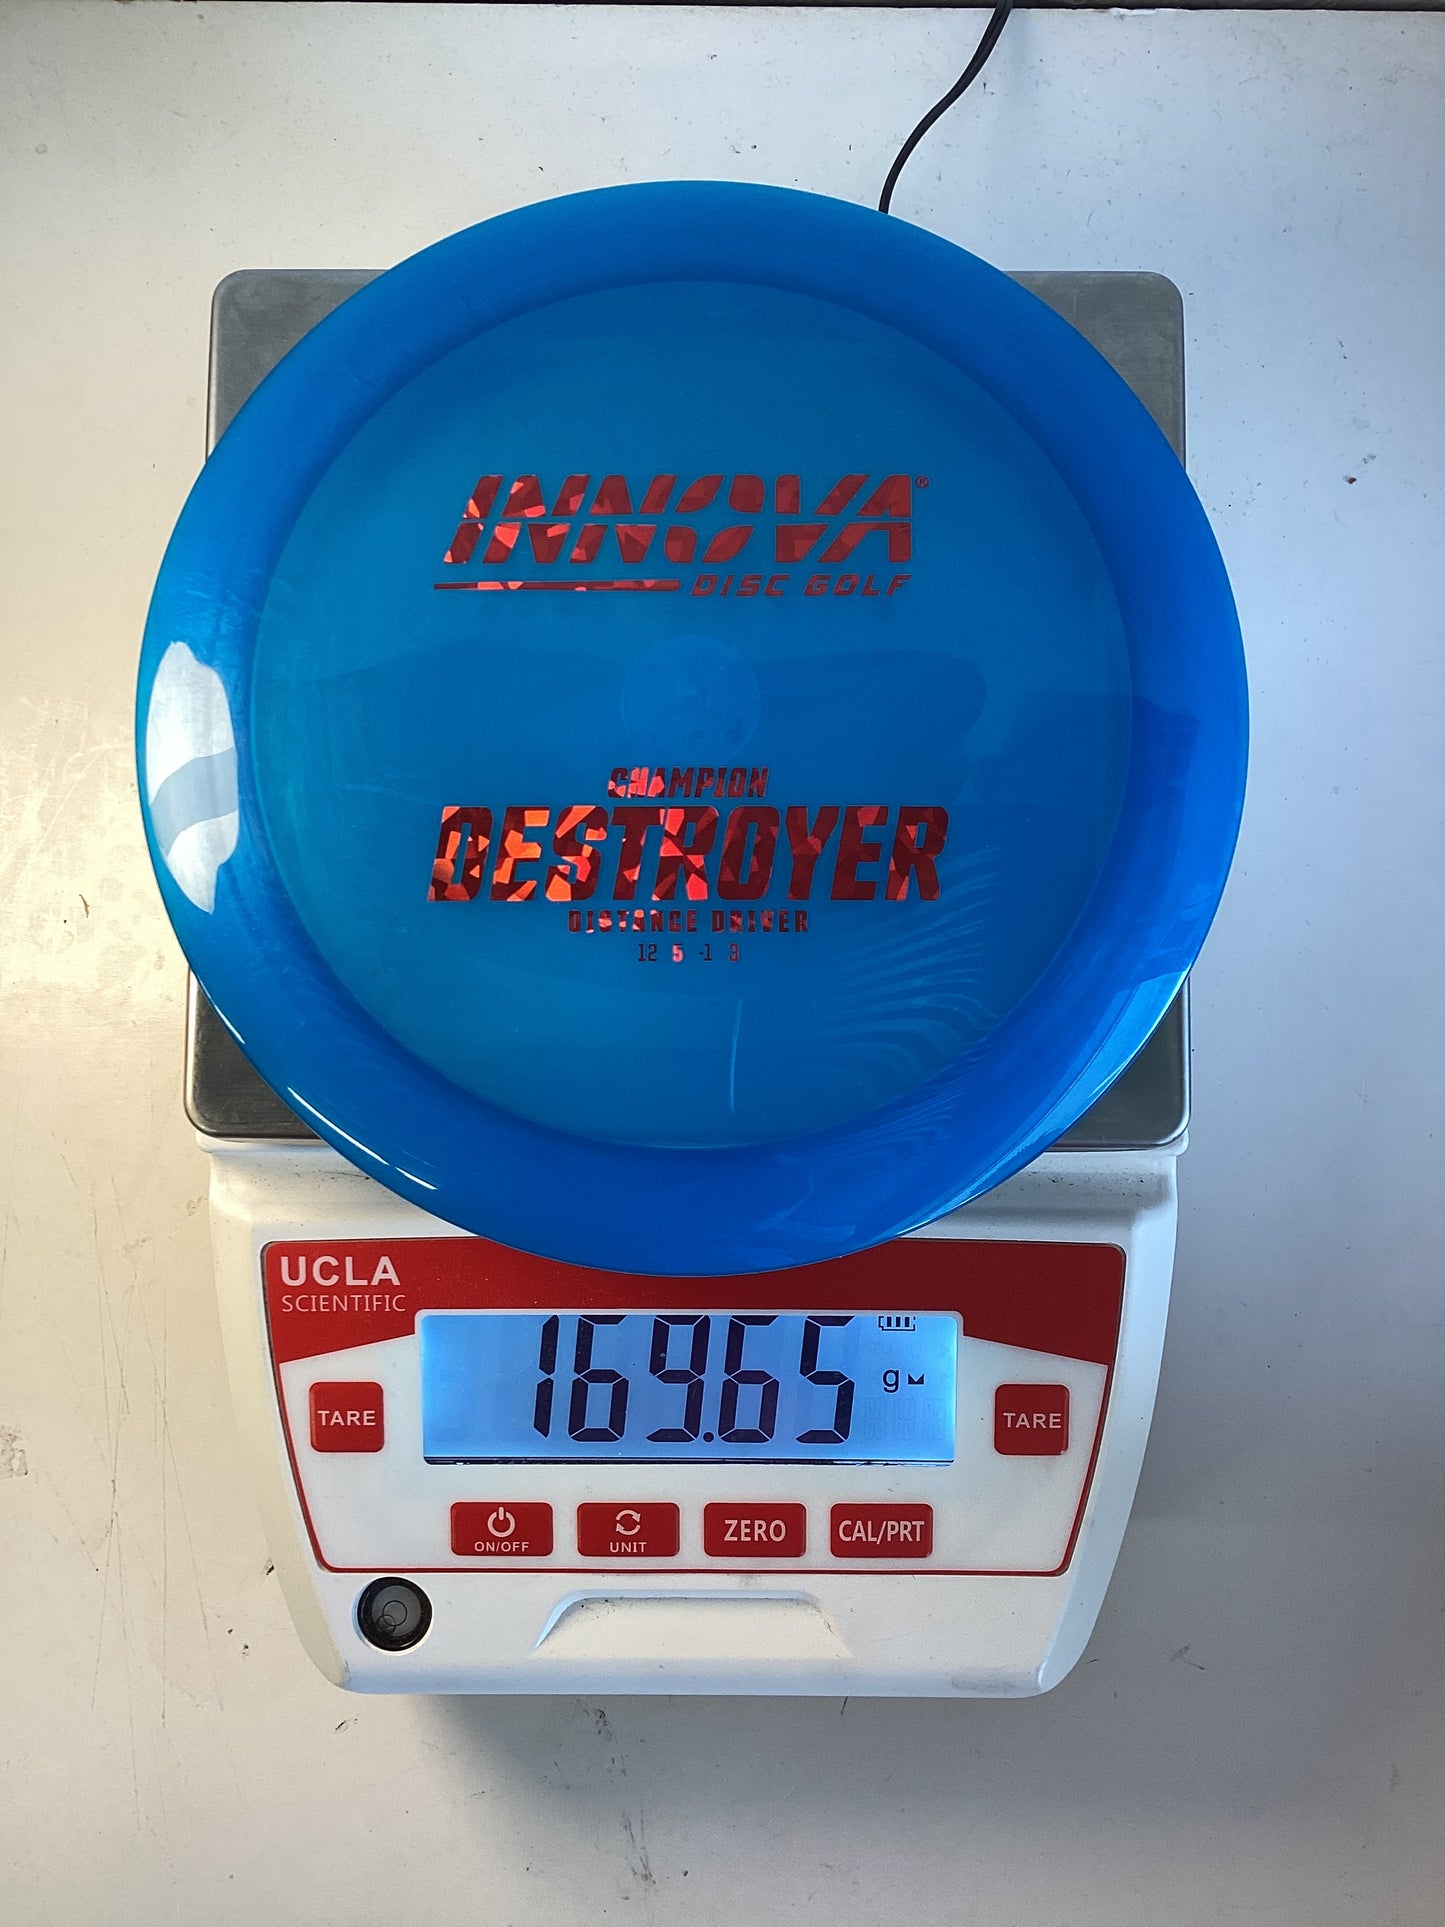 INNOVA®
DISC GOLF
CHAMPION
DESTROYER
DISTANCE DRIVER
12 5 -1 3
UCLA
SCIENTIFIC
169.65 g
TARE
TARE
ON/OFF
UNIT
ZERO
CAL/PRT